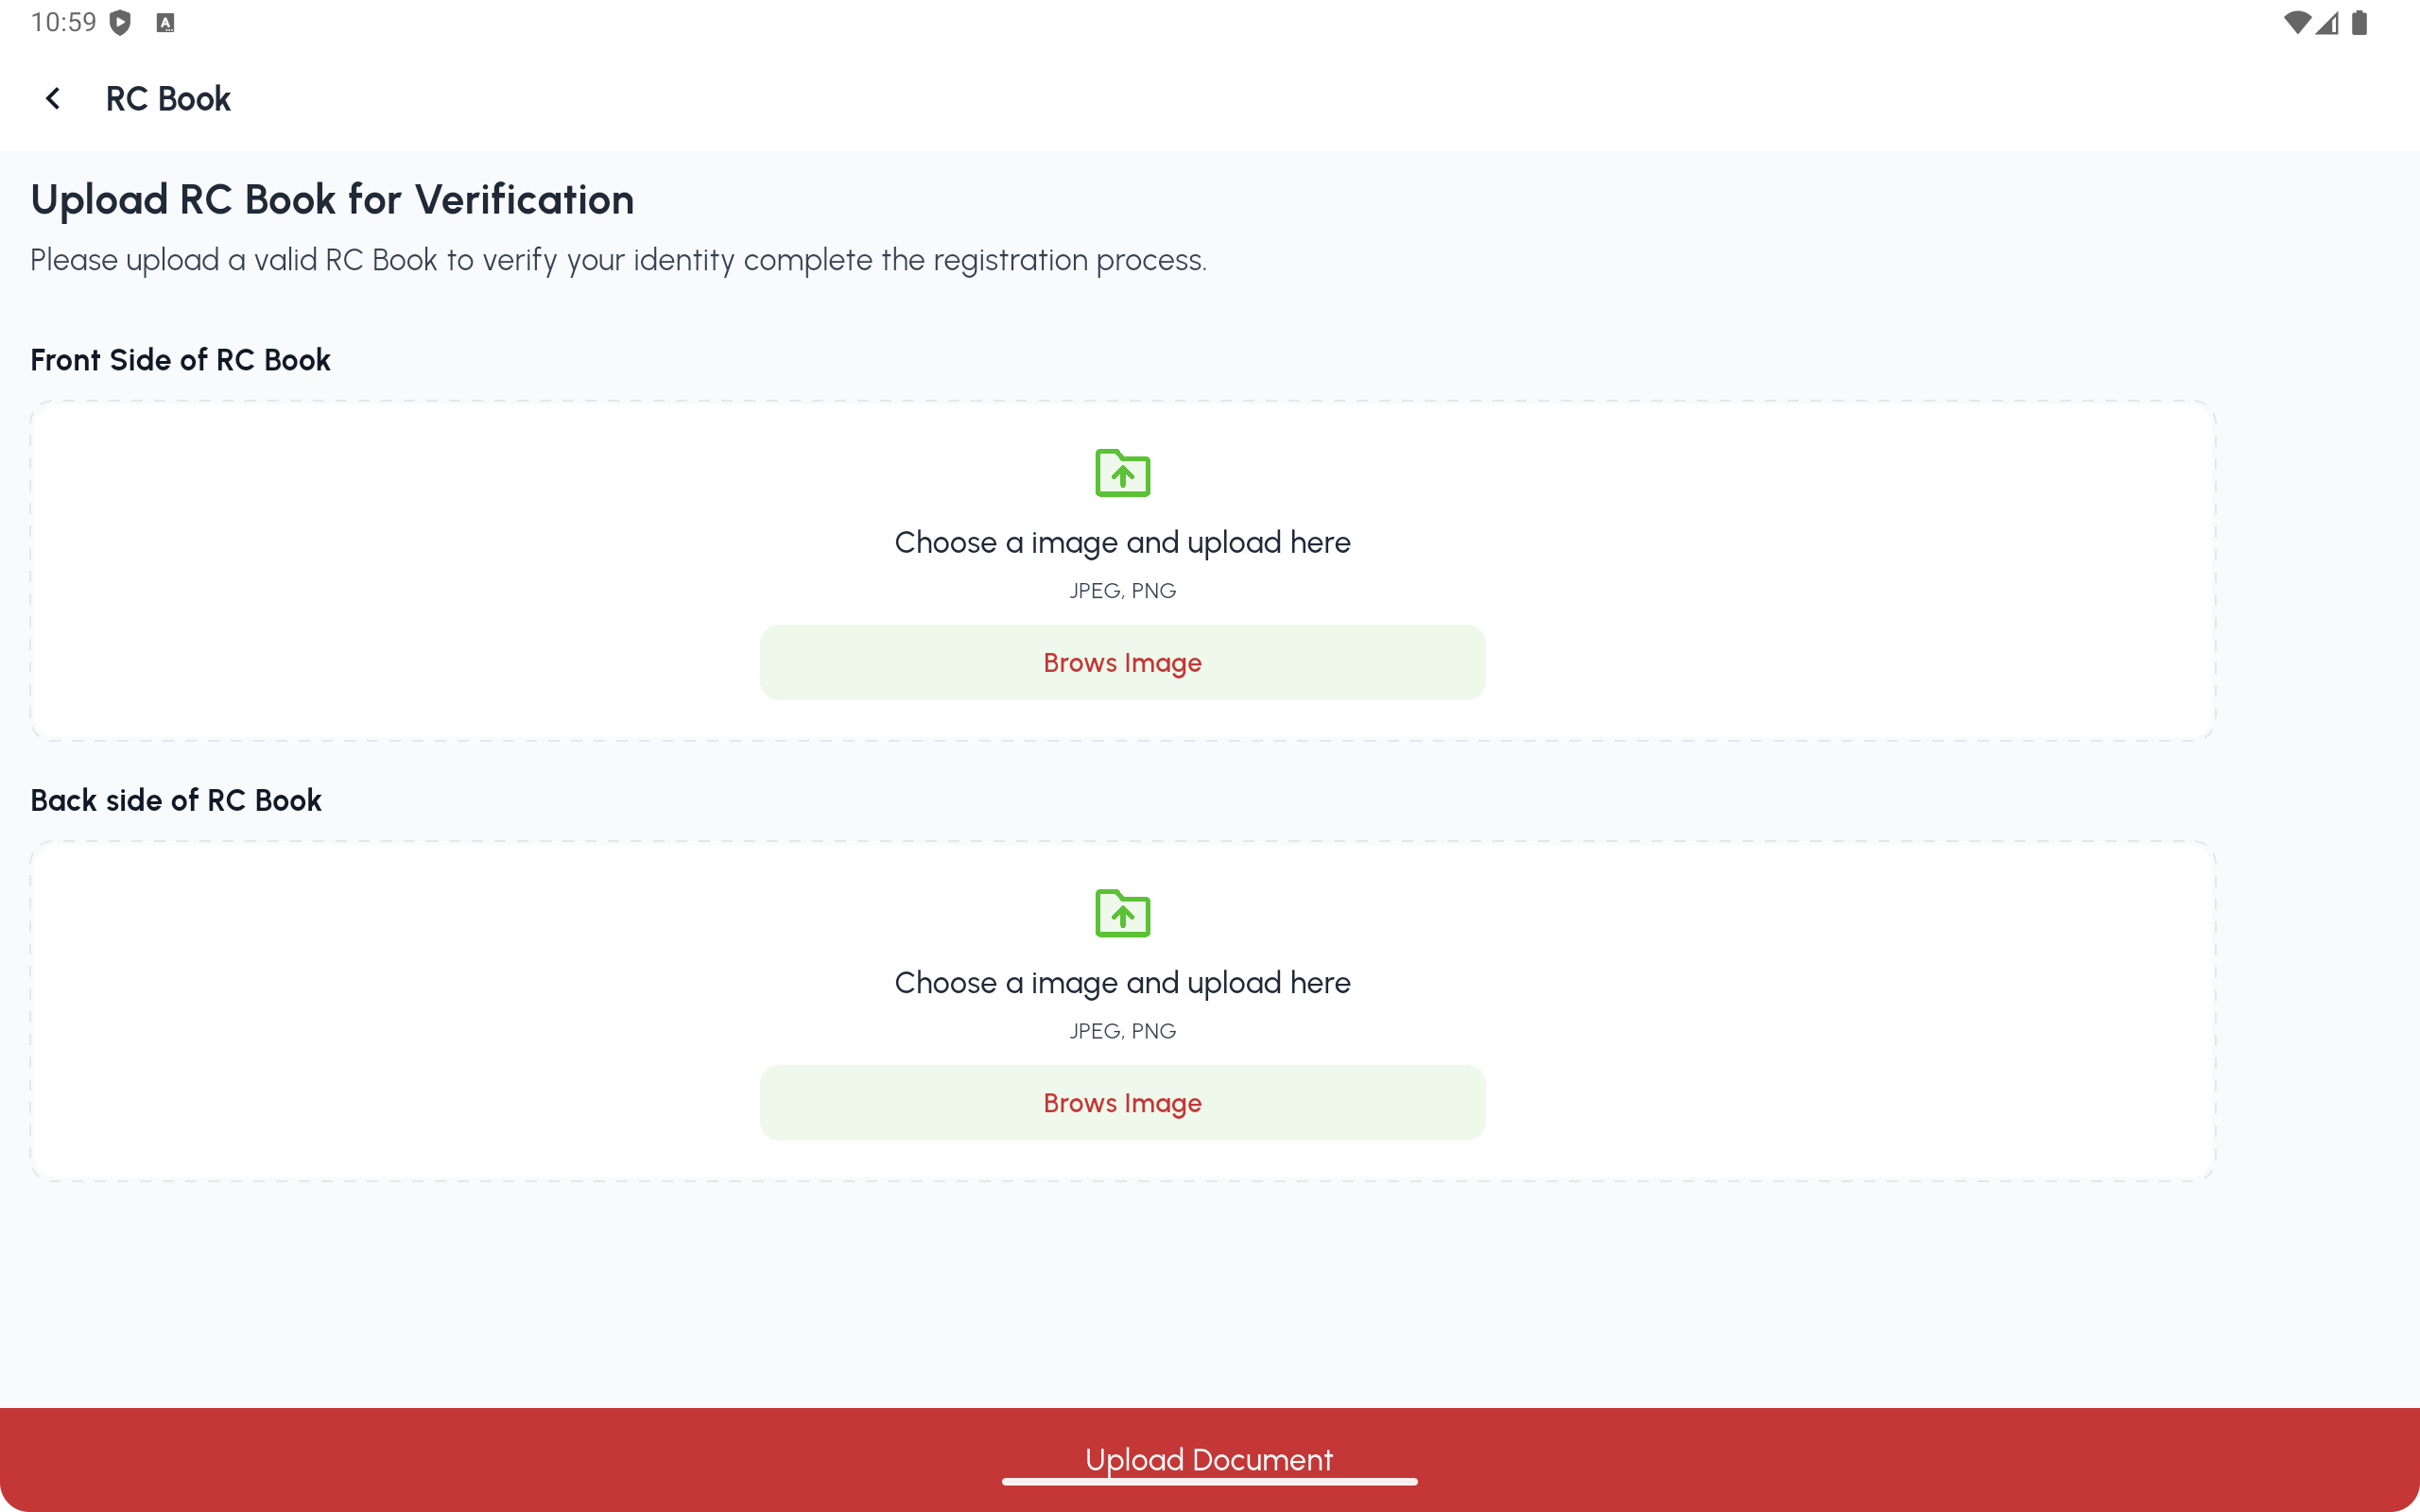 10:59
RC Book
Upload RC Book for Verification
Please upload a valid RC Book to verify your identity complete the registration process.
Front Side of RC Book
Choose a image and upload here
JPEG, PNG
Brows Image
Back side of RC Book
Choose a image and upload here
JPEG, PNG
Brows Image
Upload Document